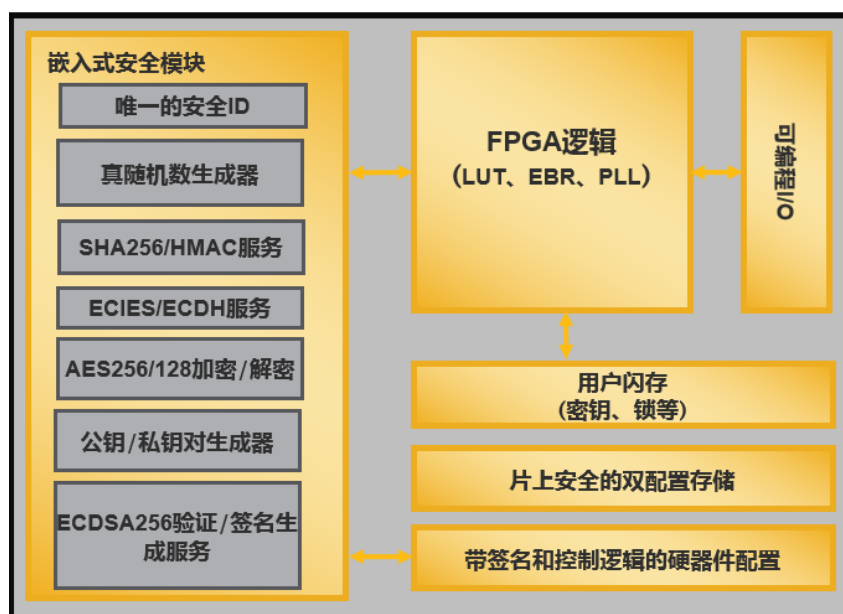 嵌入式安全模块
唯一的安全ID
真随机数生成器
SHA256/HMAC服务
ECIES/ECDH服务
AES256/128加密/解密
公钥/私钥对生成器
ECDSA256验证/签名生
成服务
FPGA逻辑
（LUT、EBR、PLL）
可编程I/O
用户闪存
(密钥、锁等)
片上安全的双配置存储
带签名和控制逻辑的硬器件配置